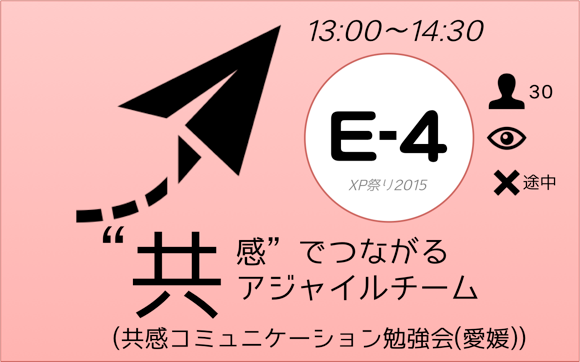 13:00〜14:30
30
E-4
XP祭り2015
途中
“共感”でつながる
アジャイルチーム
(共感コミュニケーション勉強会(愛媛))